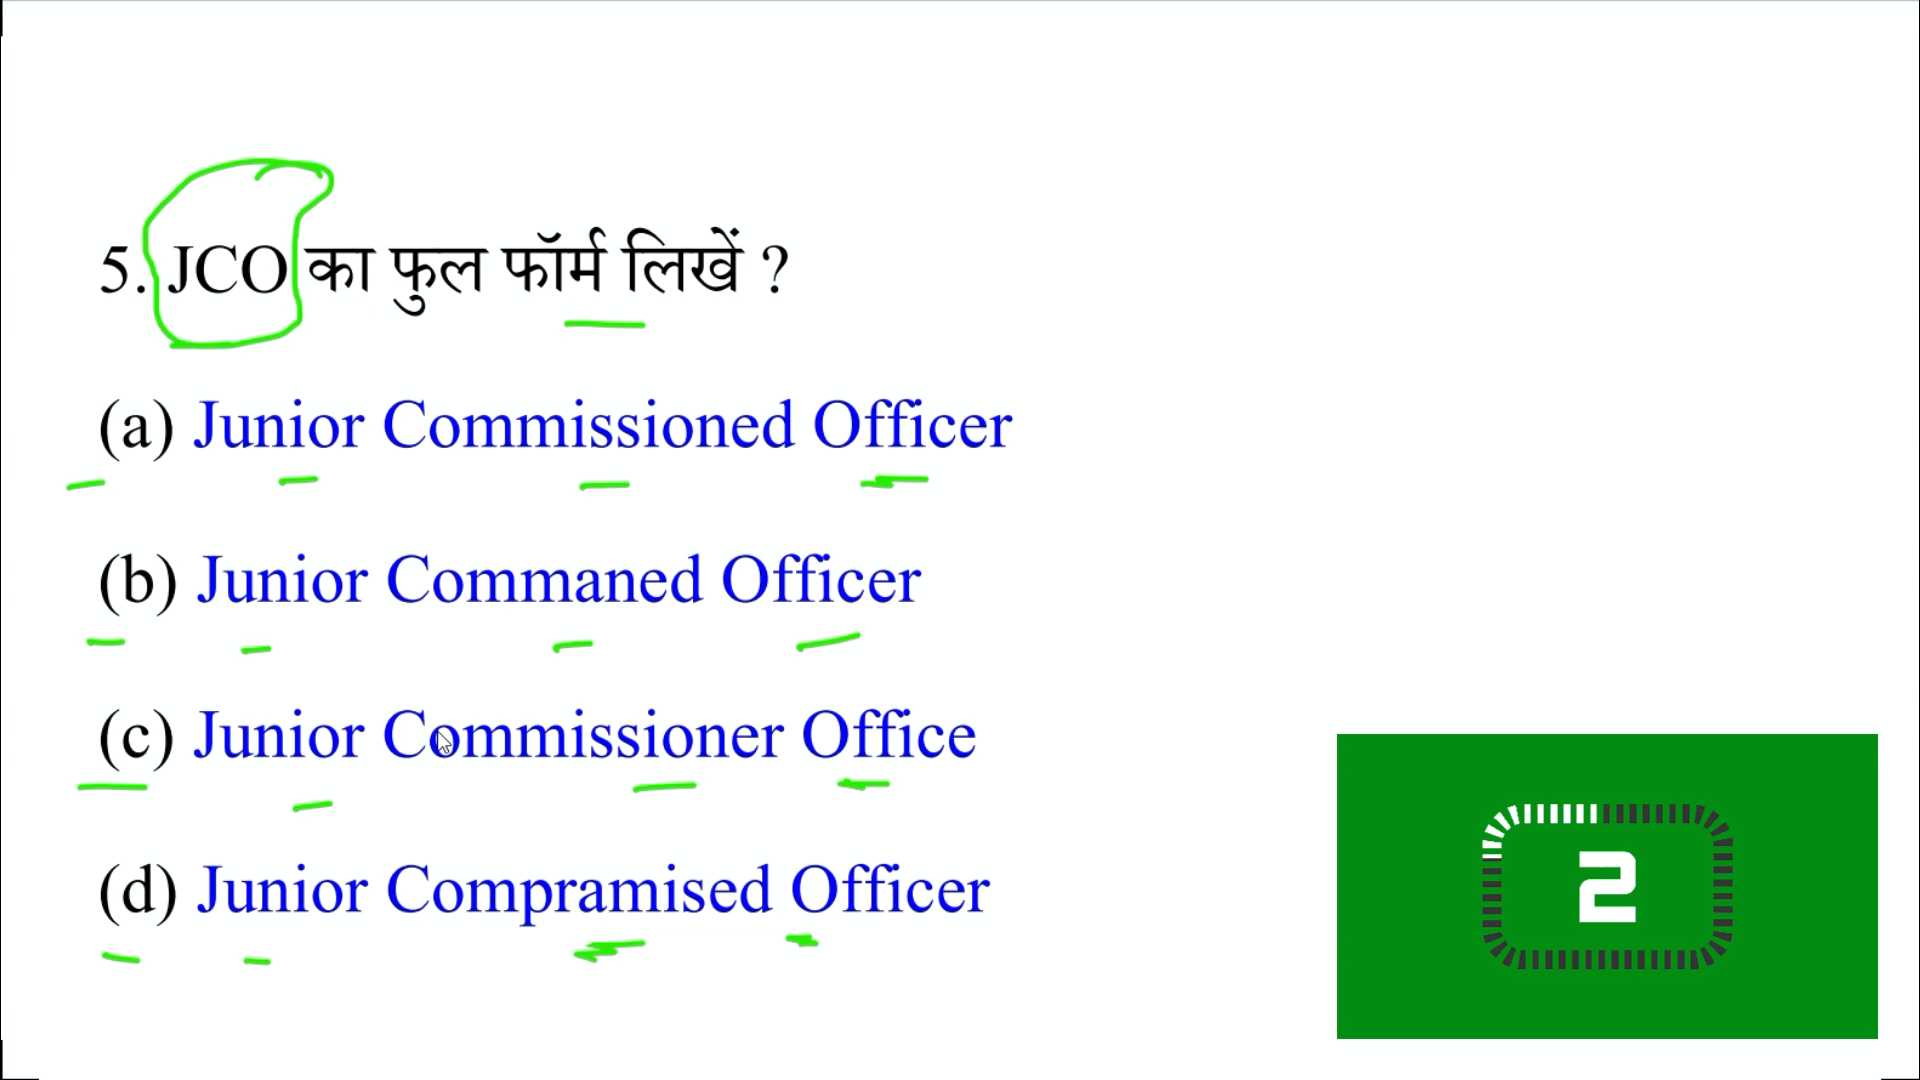 5. JCO का फुल फॉर्म लिखें ?
(a) Junior Commissioned Officer
(b) Junior Commaned Officer
(c) Junior Commissioner Office
(d) Junior Compramised Officer
2